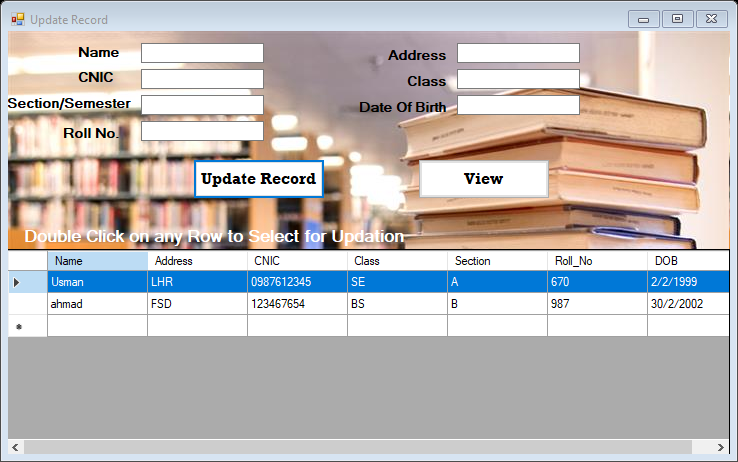 Update Record
Name
Address
CNIC
Class
Section/Semester
Date Of Birth
Roll No.
Update Record
View
Double Click on any Row to Select for Updation
Name Address CNIC Class Section Roll_No DOB
Usman LHR 0987612345 SE A 670 2/2/1999
ahmad FSD 123467654 BS B 987 30/2/2002